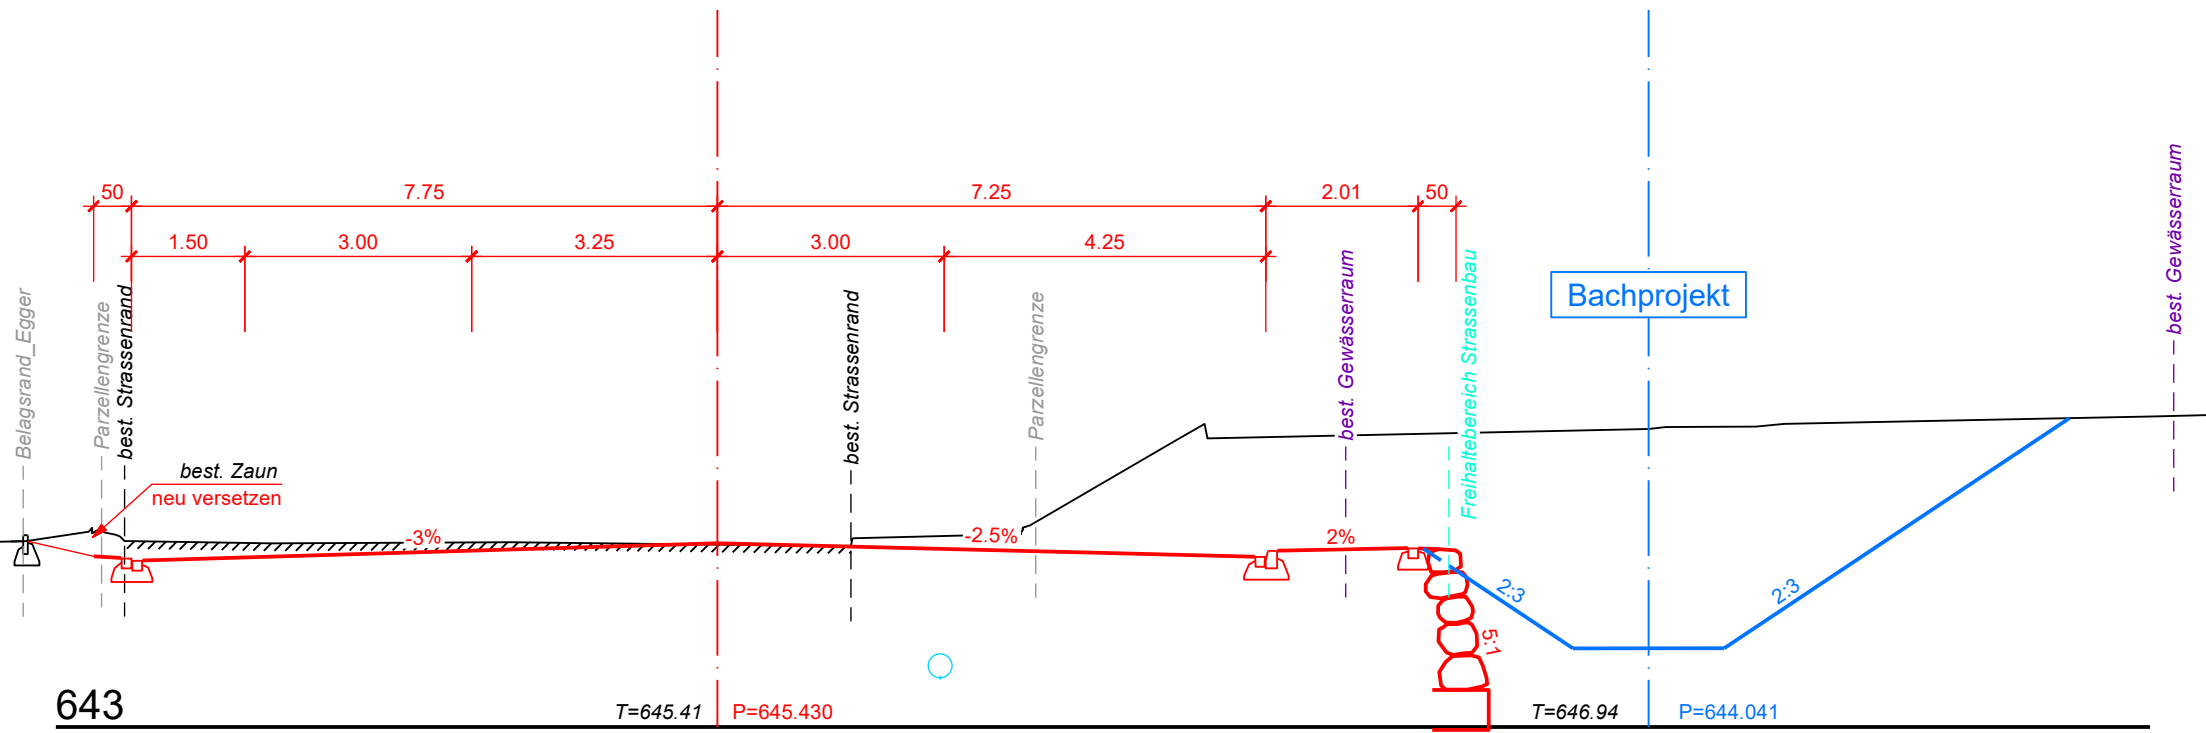 50
7.75
7.25
2.01
50
1.50
3.00
3.25
3.00
4.25
Belagsrand_Egger
Parzellengrenze
best. Strassenrand
best. Strassenrand
Parzellengrenze
best. Gewässerraum
Freihaltebereich Strassenbau
Bachprojekt
best. Gewässerraum
best. Zaun
neu versetzen
-3%
-2.5%
2%
2:3
2:3
5:1
643
T=645.41
P=645.430
T=646.94
P=644.041